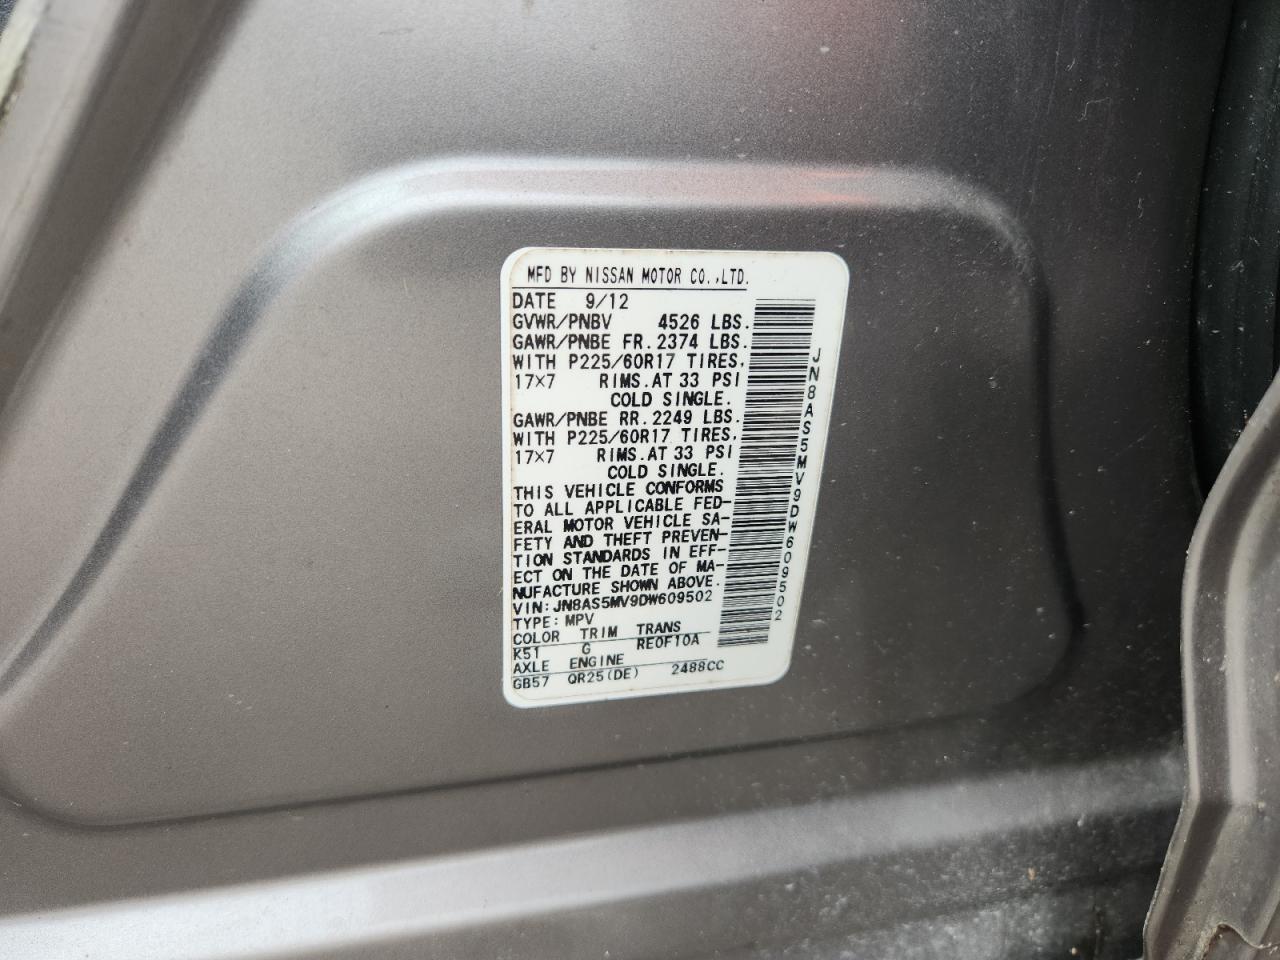 MFD BY NISSAN MOTOR CO.,LTD.
DATE 9/12
GVWR/PNBV 4526 LBS.
GAWR/PNBE FR. 2374 LBS.
WITH P225/60R17 TIRES,
17×7 RIMS.AT 33 PSI
COLD SINGLE.
GAWR/PNBE RR. 2249 LBS.
WITH P225/60R17 TIRES,
17×7 RIMS.AT 33 PSI
COLD SINGLE.
THIS VEHICLE CONFORMS
TO ALL APPLICABLE FED-
ERAL MOTOR VEHICLE SA-
FETY AND THEFT PREVEN-
TION STANDARDS IN EFF-
ECT ON THE DATE OF MA-
NUFACTURE SHOWN ABOVE.
VIN:JN8AS5MV9DW609502
TYPE:MPV
COLOR TRIM TRANS
K51 G RE0F10A
AXLE ENGINE
GB57 QR25(DE) 2488CC
JN8AS5MV9DW609502